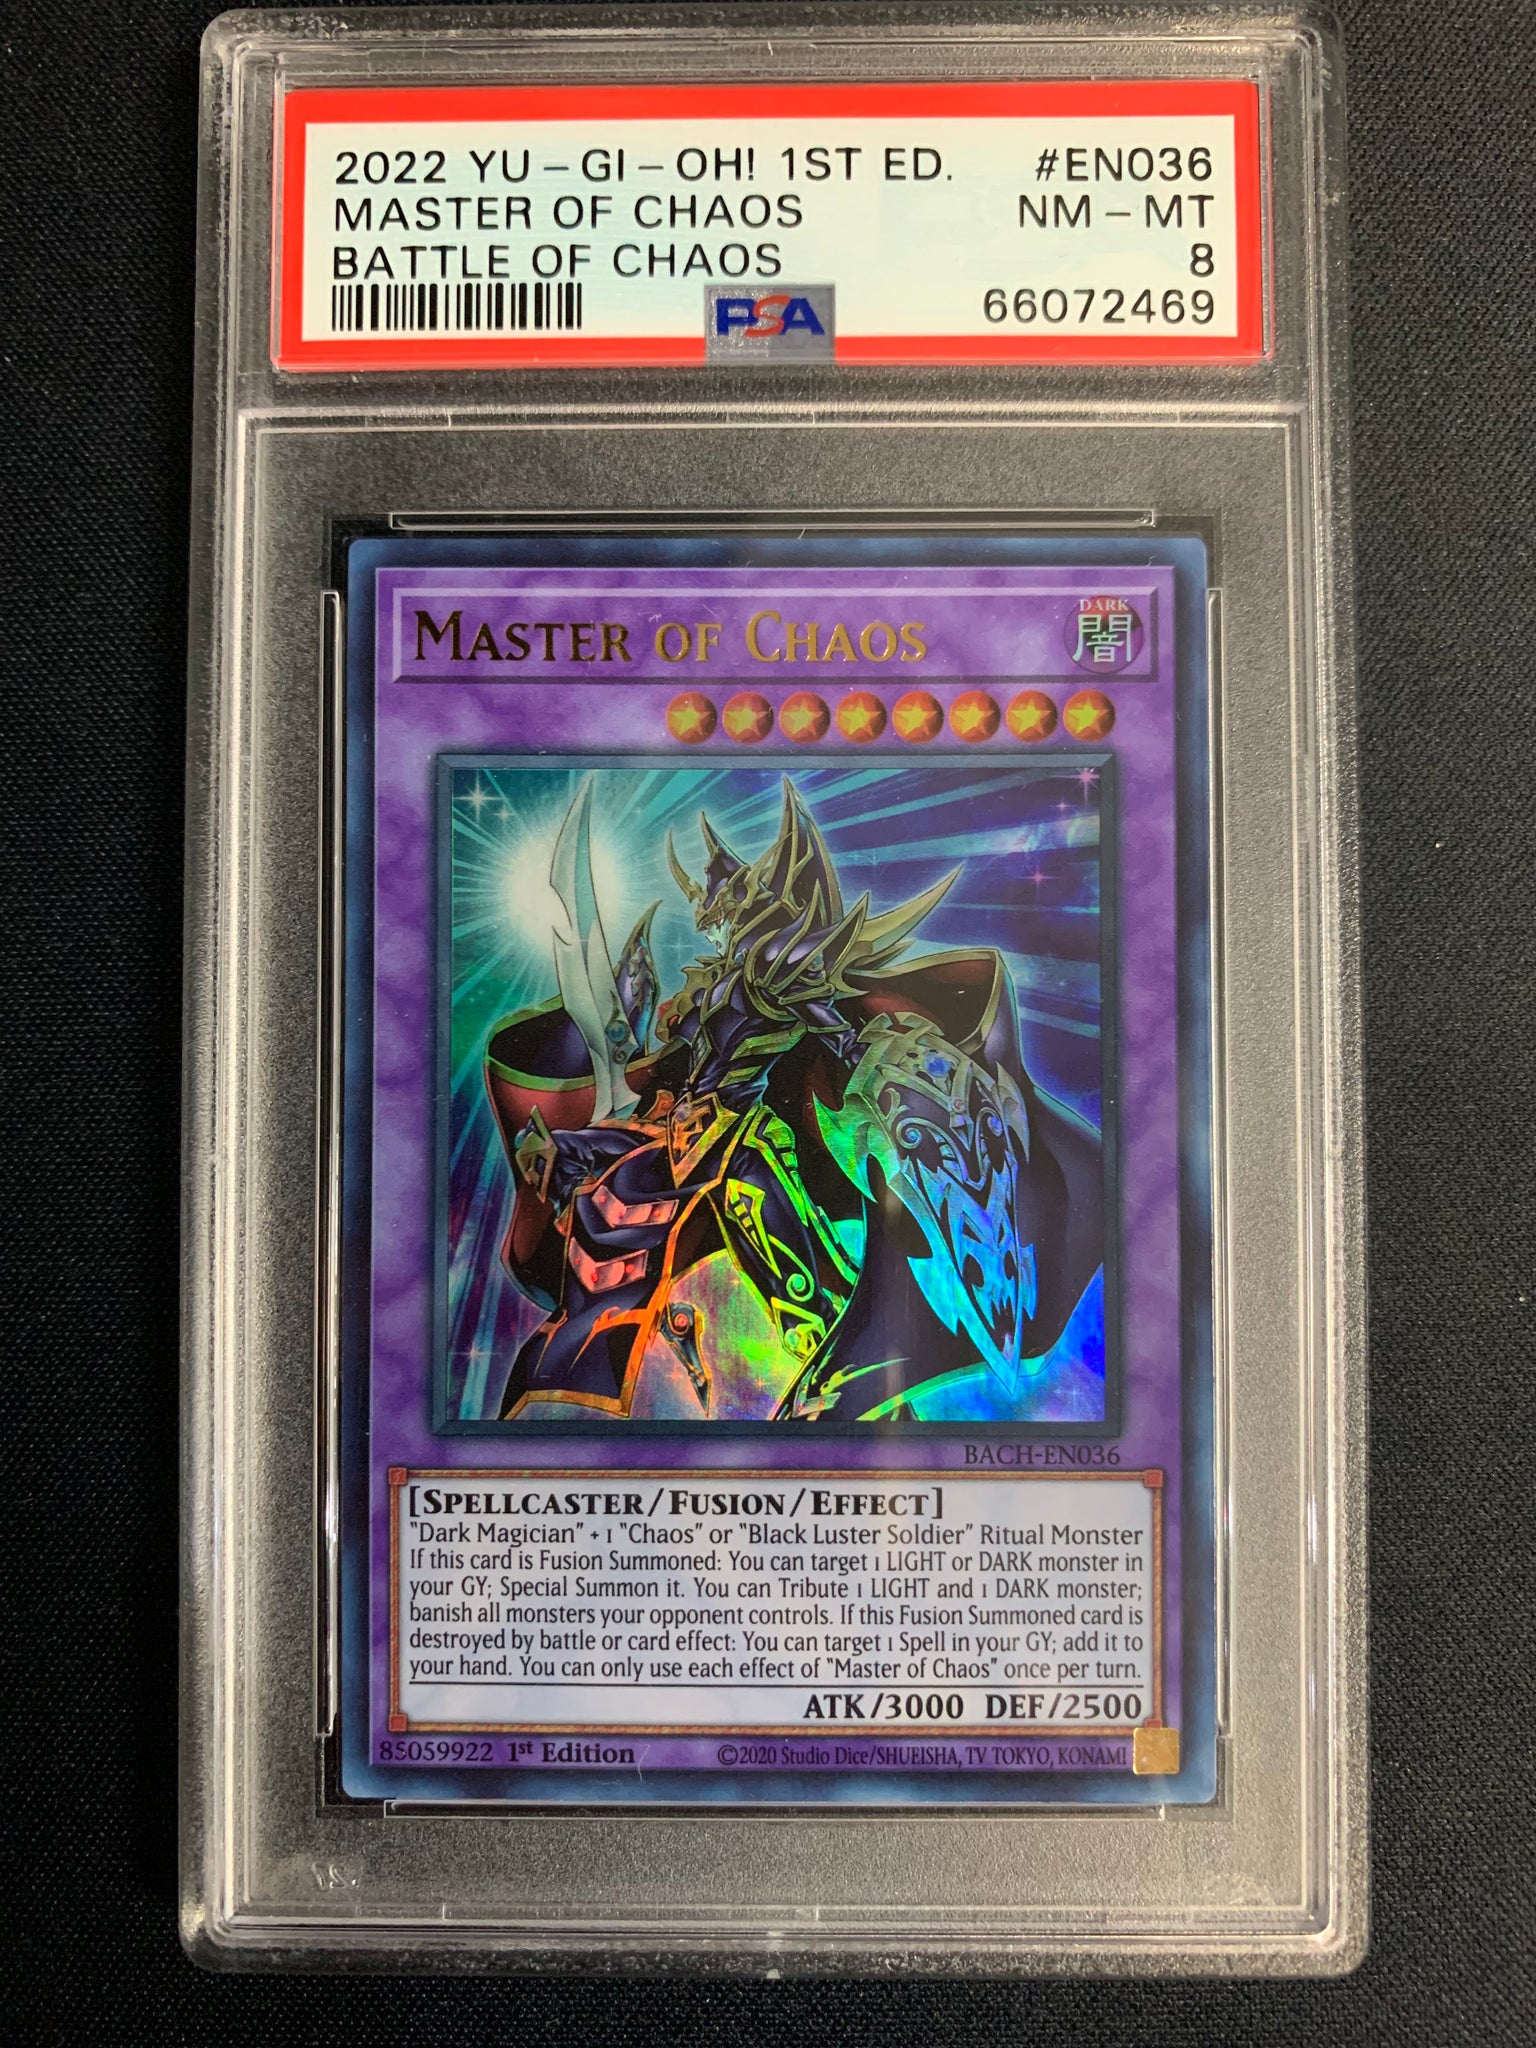 2022 YU-GI-OH! 1ST ED. #EN036
MASTER OF CHAOS NM-MT
BATTLE OF CHAOS 8
PSA 66072469
MASTER OF CHAOS
DARK
闇
BACH-EN036
[SPELLCASTER/FUSION/EFFECT]
"Dark Magician" + 1 "Chaos" or "Black Luster Soldier" Ritual Monster
If this card is Fusion Summoned: You can target 1 LIGHT or DARK monster in
your GY; Special Summon it. You can Tribute 1 LIGHT and 1 DARK monster;
banish all monsters your opponent controls. If this Fusion Summoned card is
destroyed by battle or card effect: You can target 1 Spell in your GY; add it to
your hand. You can only use each effect of "Master of Chaos" once per turn.
ATK/3000 DEF/2500
85059922 1st Edition ©2020 Studio Dice/SHUEISHA, TV TOKYO, KONAMI